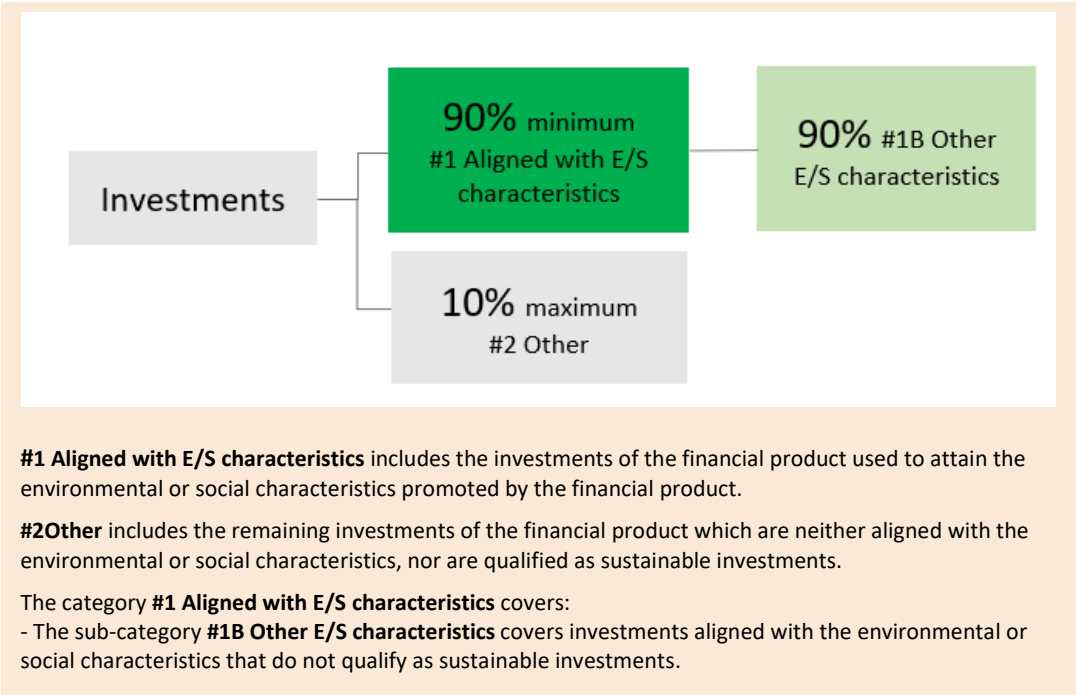 Investments
90% minimum
#1 Aligned with E/S
characteristics
90% #1B Other
E/S characteristics
10% maximum
#2 Other
#1 Aligned with E/S characteristics includes the investments of the financial product used to attain the
environmental or social characteristics promoted by the financial product.
#2Other includes the remaining investments of the financial product which are neither aligned with the
environmental or social characteristics, nor are qualified as sustainable investments.
The category #1 Aligned with E/S characteristics covers:
- The sub-category #1B Other E/S characteristics covers investments aligned with the environmental or
social characteristics that do not qualify as sustainable investments.